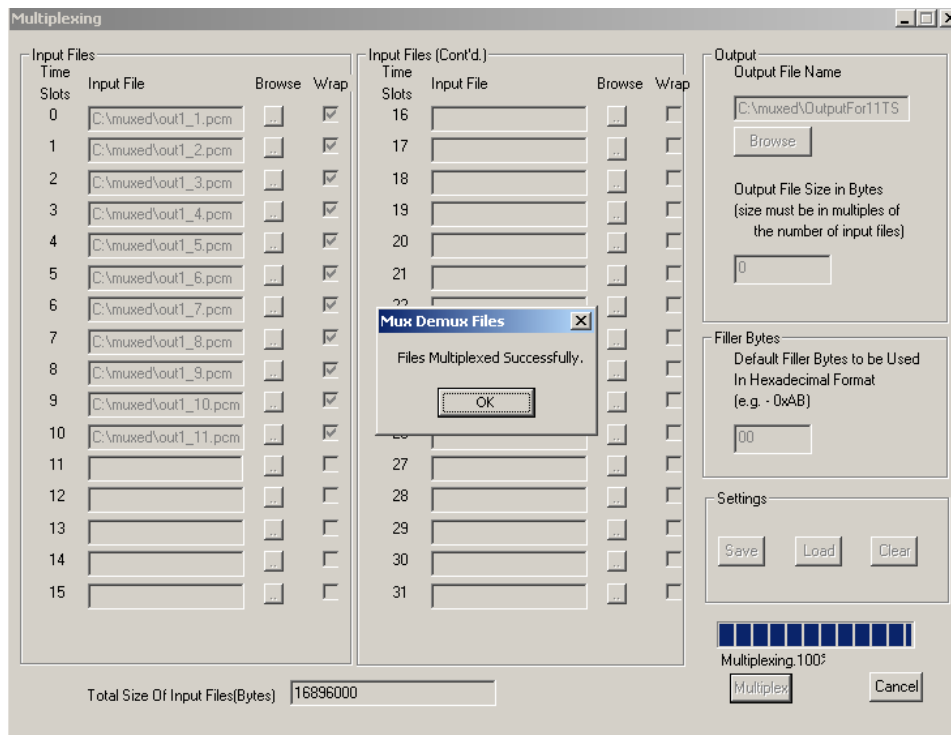 Multiplexing
Input Files
Time Slots Input File Browse Wrap
0 C:\muxed\out1_1.pcm ..
1 C:\muxed\out1_2.pcm ..
2 C:\muxed\out1_3.pcm ..
3 C:\muxed\out1_4.pcm ..
4 C:\muxed\out1_5.pcm ..
5 C:\muxed\out1_6.pcm ..
6 C:\muxed\out1_7.pcm ..
7 C:\muxed\out1_8.pcm ..
8 C:\muxed\out1_9.pcm ..
9 C:\muxed\out1_10.pcm ..
10 C:\muxed\out1_11.pcm ..
11 ..
12 ..
13 ..
14 ..
15 ..
Input Files (Cont'd.)
Time Slots Input File Browse Wrap
16 ..
17 ..
18 ..
19 ..
20 ..
21 ..
27 ..
28 ..
29 ..
30 ..
31 ..
Mux Demux Files
Files Multiplexed Successfully.
OK
Output
Output File Name
C:\muxed\OutputFor11TS
Browse
Output File Size in Bytes
(size must be in multiples of
the number of input files)
0
Filler Bytes
Default Filler Bytes to be Used
In Hexadecimal Format
(e.g. - 0xAB)
00
Settings
Save Load Clear
Multiplexing.100%
Multiplex Cancel
Total Size Of Input Files(Bytes) 16896000